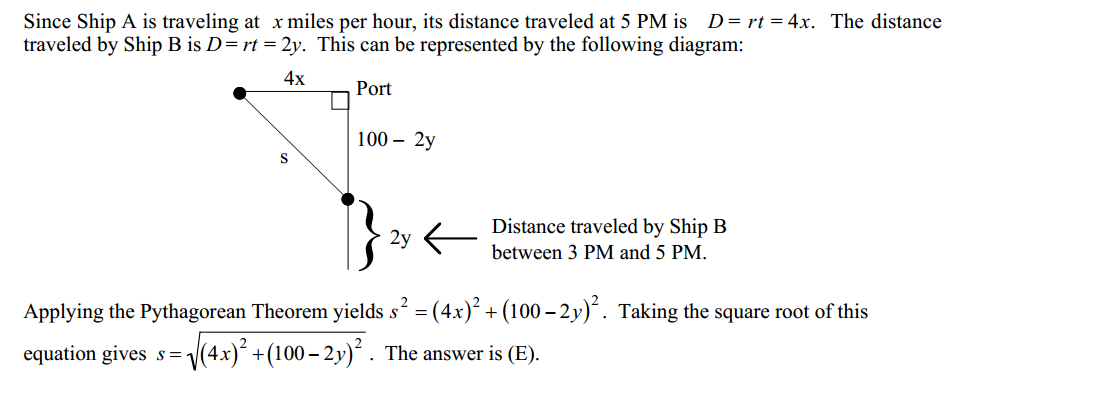 Since Ship A is traveling at x miles per hour, its distance traveled at 5 PM is D = rt = 4x. The distance
traveled by Ship B is D = rt = 2y. This can be represented by the following diagram:
4x
Port
100 – 2y
s
2y
Distance traveled by Ship B
between 3 PM and 5 PM.
Applying the Pythagorean Theorem yields s² = (4x)² + (100 – 2y)². Taking the square root of this
equation gives s = √((4x)² + (100 – 2y)²). The answer is (E).